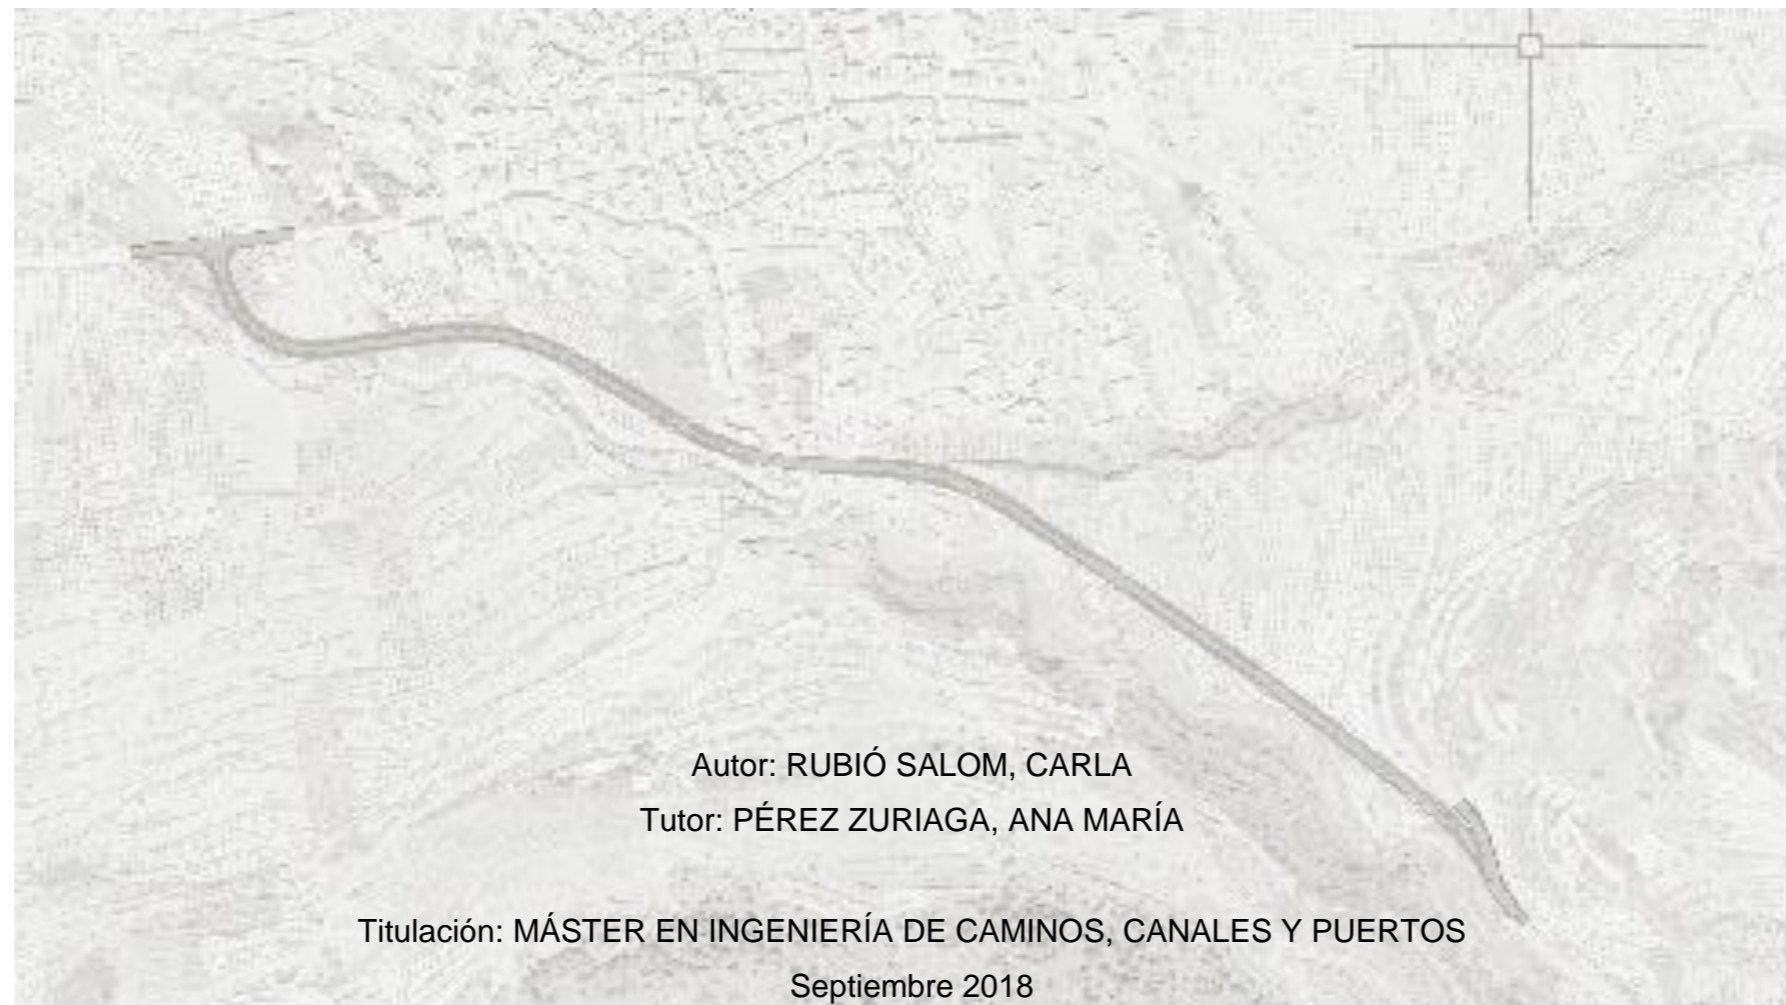 Autor: RUBIÓ SALOM, CARLA
Tutor: PÉREZ ZURIAGA, ANA MARÍA
Titulación: MÁSTER EN INGENIERÍA DE CAMINOS, CANALES Y PUERTOS
Septiembre 2018